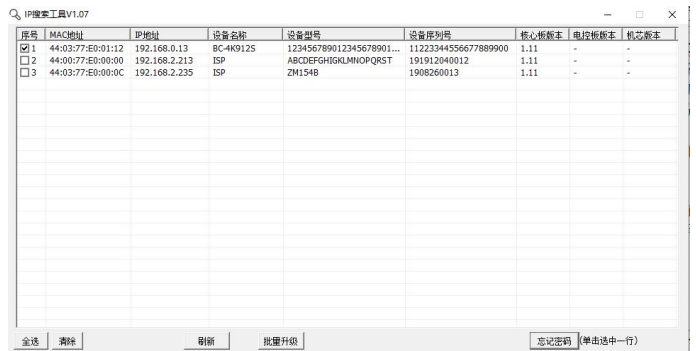 IP搜索工具V1.07
序号 MAC地址 IP地址 设备名称 设备型号 设备序列号 核心板版本 电控板版本 机芯版本
1 44:03:77:E0:01:12 192.168.0.13 BC-4K912S 123456789012345678901... 11223344556677889900 1.11 - -
2 44:00:77:E0:00:00 192.168.2.213 ISP ABCDEFGHIGKLMNOPQRST 191912040012 1.11 - -
3 44:03:77:E0:00:0C 192.168.2.235 ISP ZM154B 1908260013 1.11 - -
全选 清除 刷新 批量升级 忘记密码 (单击选中一行)